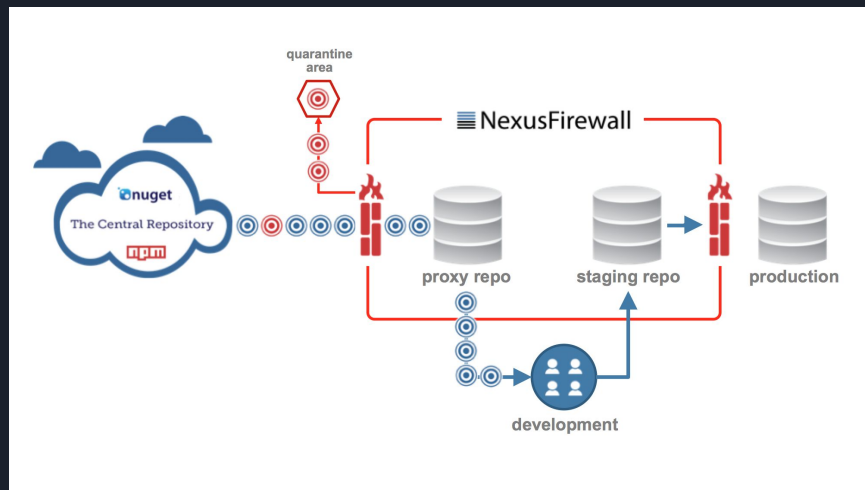 quarantine
area
NexusFirewall
nuget
The Central Repository
npm
proxy repo
staging repo
production
development